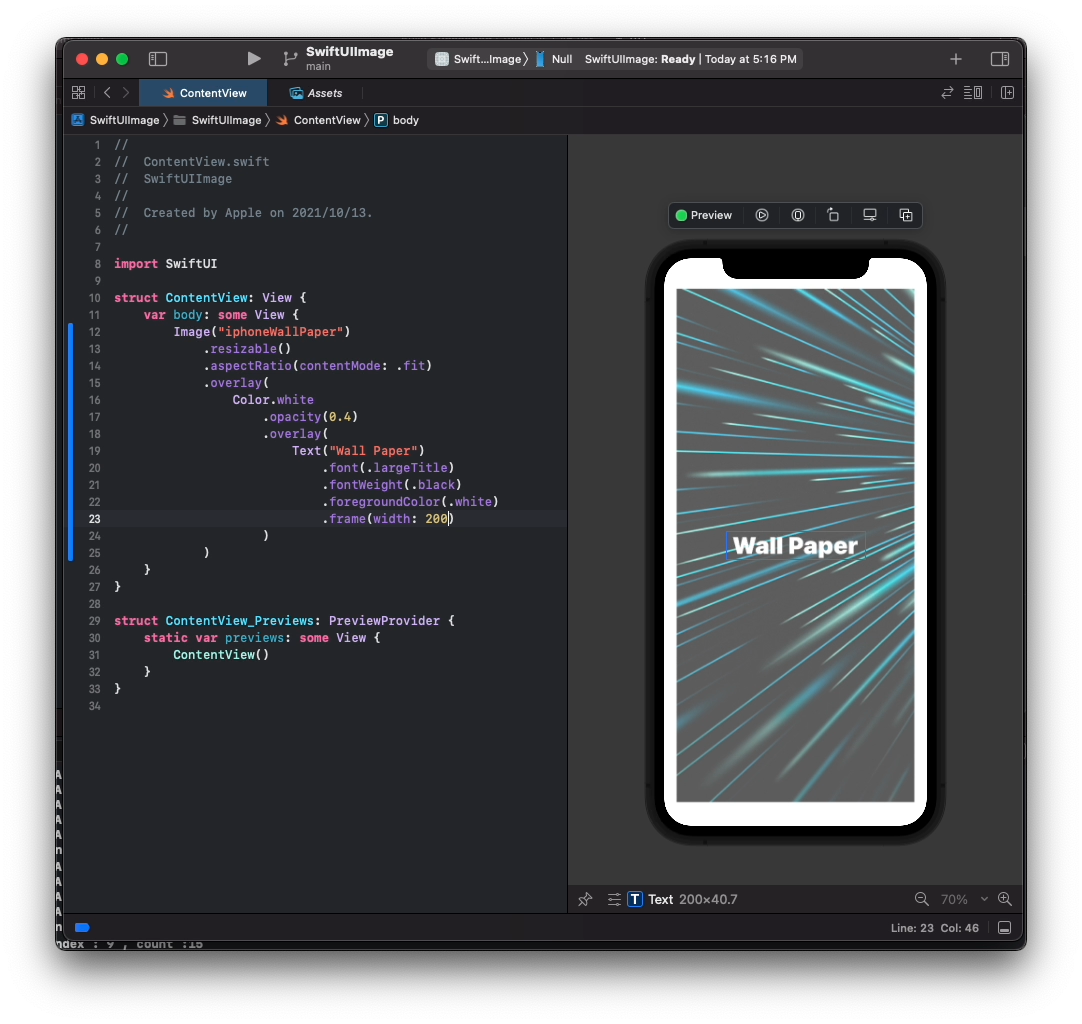 SwiftUIImage
main
Swift...Image
Null
SwiftUIImage: Ready | Today at 5:16 PM
ContentView
Assets
SwiftUIImage
SwiftUIImage
ContentView
P body
1 //
2 //  ContentView.swift
3 //  SwiftUIImage
4 //
5 //  Created by Apple on 2021/10/13.
6 //
7
8 import SwiftUI
9
10 struct ContentView: View {
11     var body: some View {
12         Image("iphoneWallPaper")
13             .resizable()
14             .aspectRatio(contentMode: .fit)
15             .overlay(
16                 Color.white
17                     .opacity(0.4)
18                     .overlay(
19                         Text("Wall Paper")
20                             .font(.largeTitle)
21                             .fontWeight(.black)
22                             .foregroundColor(.white)
23                             .frame(width: 200)
24                     )
25             )
26     }
27 }
28
29 struct ContentView_Previews: PreviewProvider {
30     static var previews: some View {
31         ContentView()
32     }
33 }
34
Preview
Wall Paper
T Text 200×40.7
70%
Line: 23 Col: 46